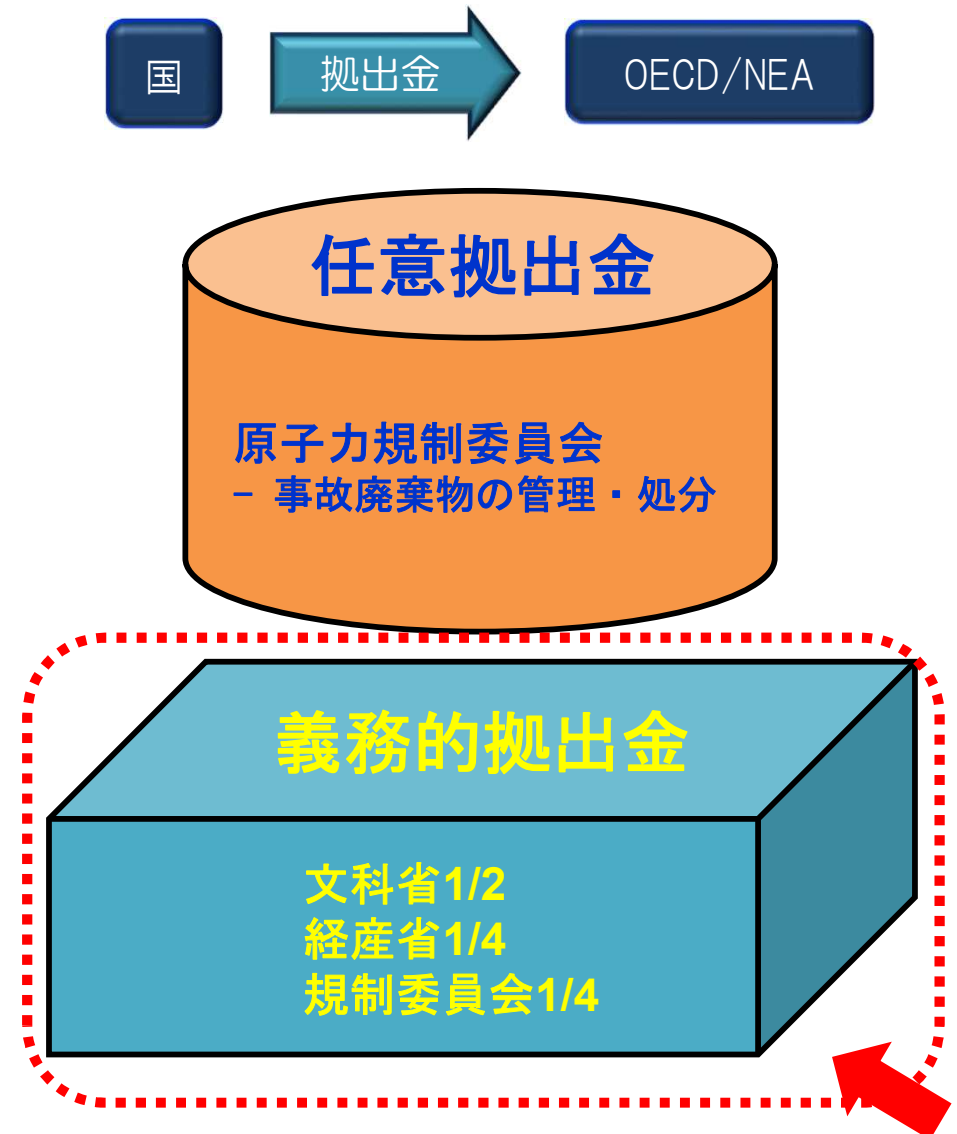 国
拠出金
OECD/NEA
任意拠出金
原子力規制委員会
– 事故廃棄物の管理・処分
義務的拠出金
文科省1/2
経産省1/4
規制委員会1/4